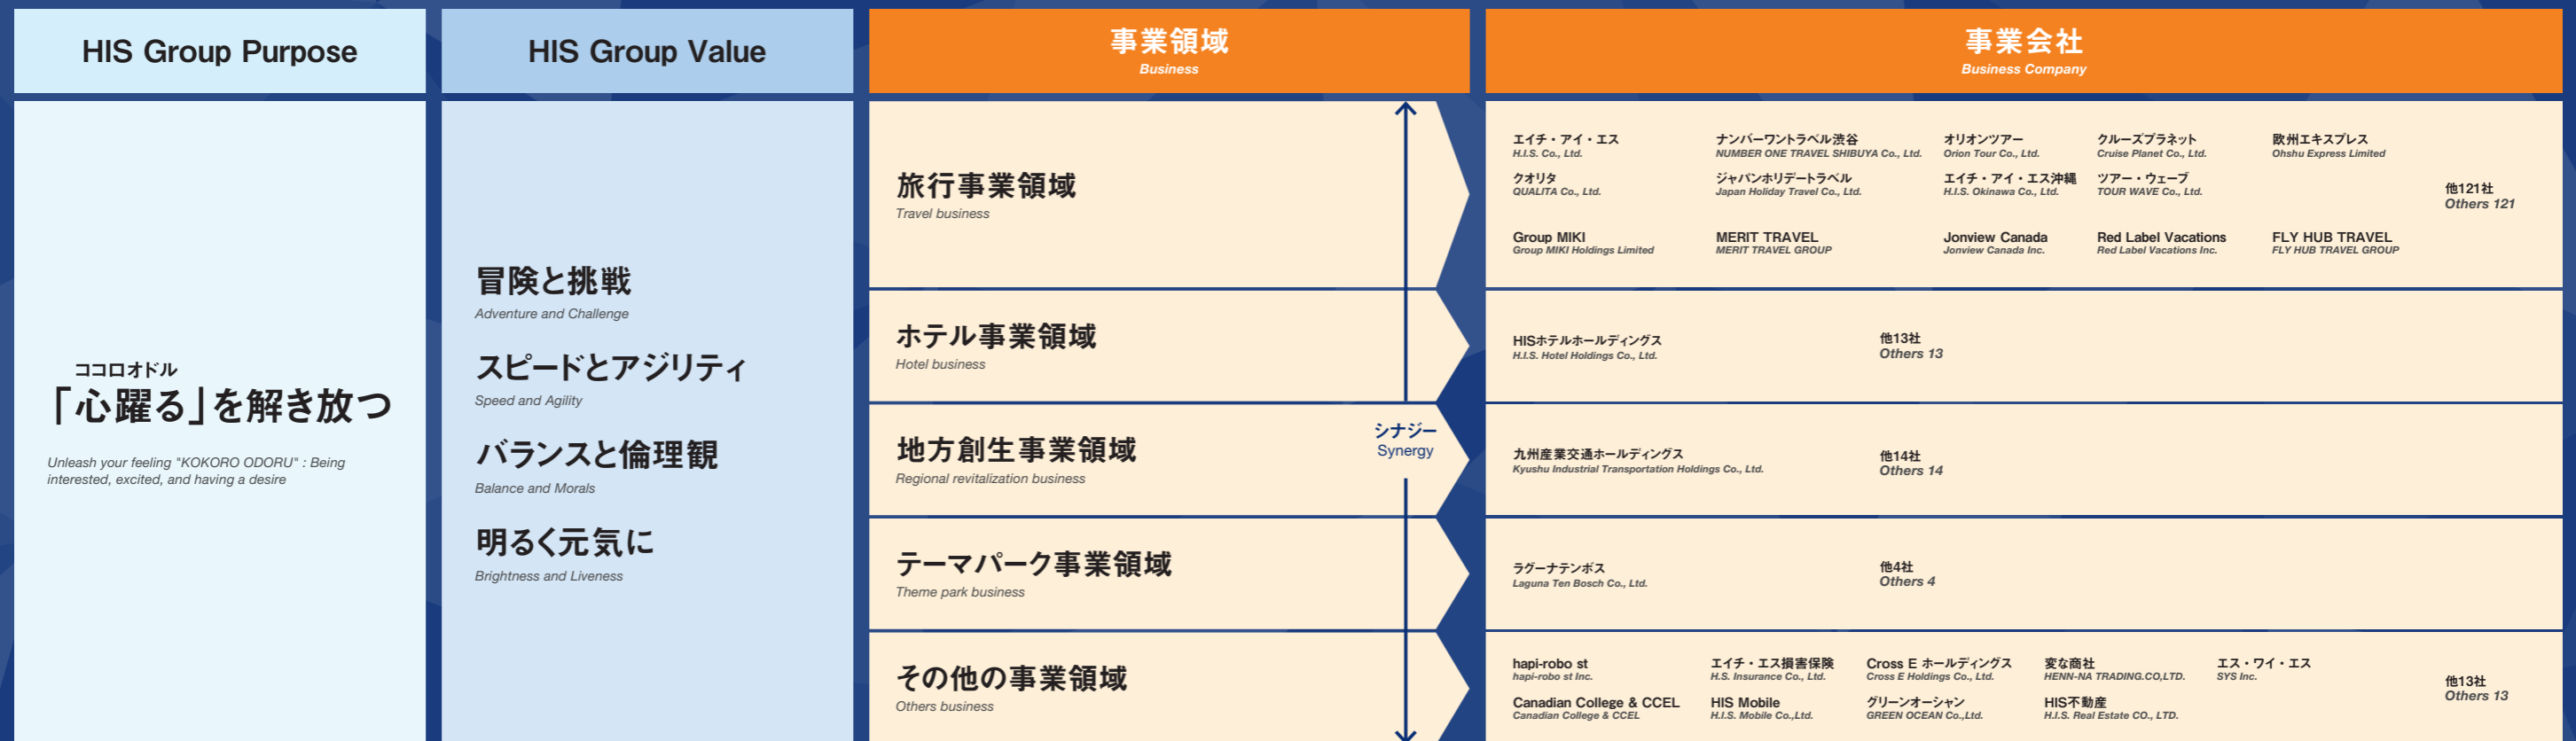 HIS Group Purpose
ココロオドル
「心躍る」を解き放つ
Unleash your feeling "KOKORO ODORU" : Being
interested, excited, and having a desire
HIS Group Value
冒険と挑戦
Adventure and Challenge
スピードとアジリティ
Speed and Agility
バランスと倫理観
Balance and Morals
明るく元気に
Brightness and Liveness
事業領域
Business
旅行事業領域
Travel business
ホテル事業領域
Hotel business
地方創生事業領域
Regional revitalization business
テーマパーク事業領域
Theme park business
その他の事業領域
Others business
シナジー
Synergy
事業会社
Business Company
エイチ・アイ・エス ナンバーワントラベル渋谷 オリオンツアー クルーズプラネット 欧州エキスプレス
H.I.S. Co., Ltd. NUMBER ONE TRAVEL SHIBUYA Co., Ltd. Orion Tour Co., Ltd. Cruise Planet Co., Ltd. Ohshu Express Limited
クオリタ ジャパンホリデートラベル エイチ・アイ・エス沖縄 ツアー・ウェーブ
QUALITA Co., Ltd. Japan Holiday Travel Co., Ltd. H.I.S. Okinawa Co., Ltd. TOUR WAVE Co., Ltd.
Group MIKI MERIT TRAVEL Jonview Canada Red Label Vacations FLY HUB TRAVEL
Group MIKI Holdings Limited MERIT TRAVEL GROUP Jonview Canada Inc. Red Label Vacations Inc. FLY HUB TRAVEL GROUP
他121社
Others 121
HISホテルホールディングス 他13社
H.I.S. Hotel Holdings Co., Ltd. Others 13
九州産業交通ホールディングス 他14社
Kyushu Industrial Transportation Holdings Co., Ltd. Others 14
ラグーナテンボス 他4社
Laguna Ten Bosch Co., Ltd. Others 4
hapi-robo st エイチ・エス損害保険 Cross E ホールディングス 変な商社 エス・ワイ・エス
hapi-robo st Inc. H.S. Insurance Co., Ltd. Cross E Holdings Co., Ltd. HENN-NA TRADING.CO,LTD. SYS Inc.
Canadian College & CCEL HIS Mobile グリーンオーシャン HIS不動産
Canadian College & CCEL H.I.S. Mobile Co.,Ltd. GREEN OCEAN Co.,Ltd. H.I.S. Real Estate CO., LTD.
他13社
Others 13